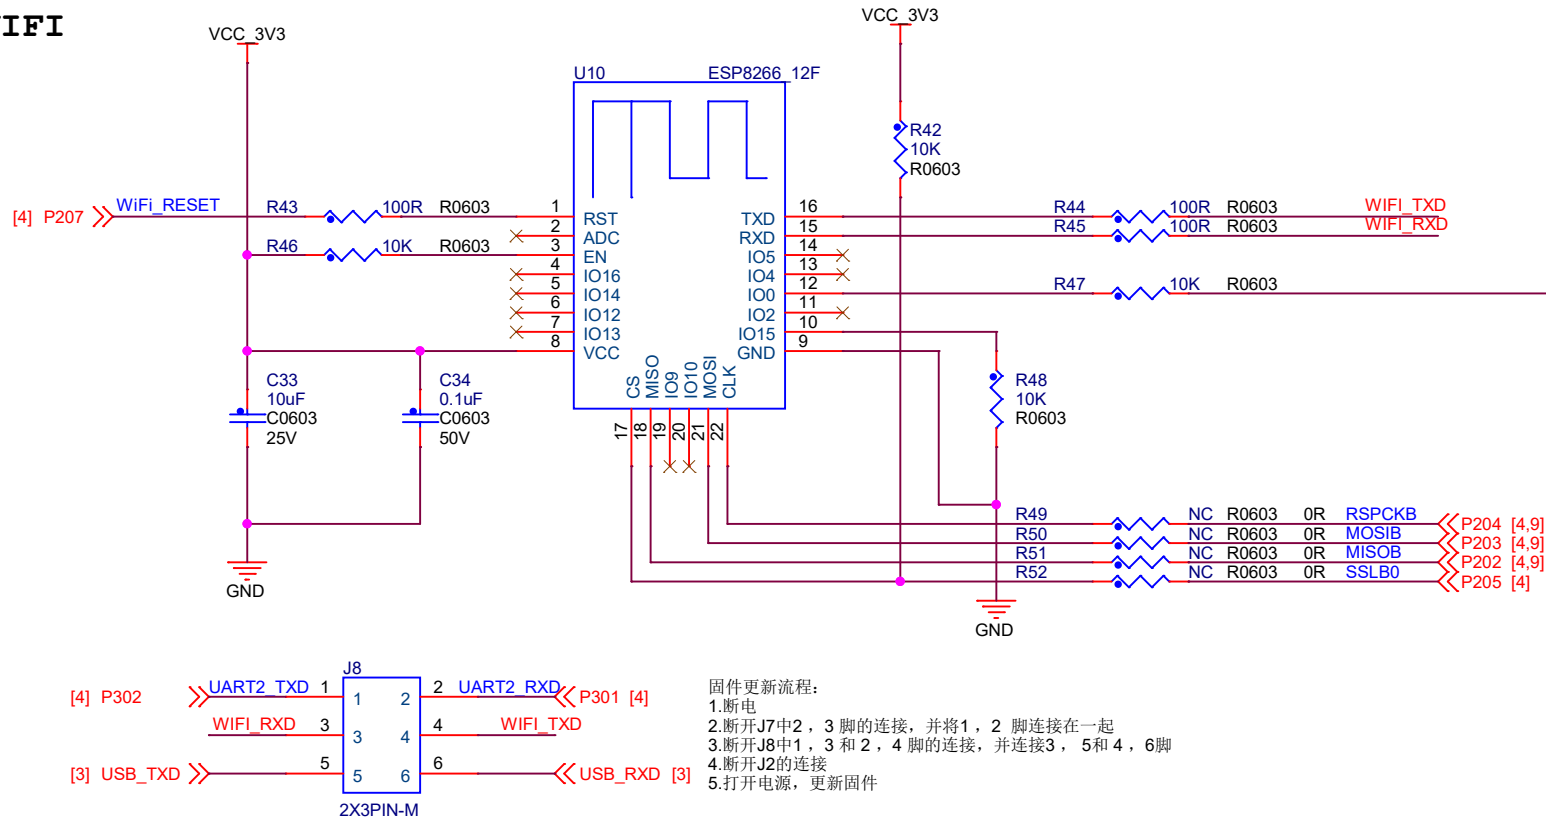 WIFI
VCC_3V3
VCC_3V3
U10 ESP8266_12F
R42
10K
R0603
[4] P207 WiFi_RESET R43 100R R0603 1 RST
2 ADC
R46 10K R0603 3 EN
4 IO16
5 IO14
6 IO12
7 IO13
8 VCC
TXD 16 R44 100R R0603 WIFI_TXD
RXD 15 R45 100R R0603 WIFI_RXD
IO5 14
IO4 13
IO0 12 R47 10K R0603
IO2 11
IO15 10
GND 9
CS MISO IO9 IO10 MOSI CLK
17 18 19 20 21 22
C33
10uF
C0603
25V
C34
0.1uF
C0603
50V
R48
10K
R0603
R49 NC R0603 0R RSPCKB P204 [4,9]
R50 NC R0603 0R MOSIB P203 [4,9]
R51 NC R0603 0R MISOB P202 [4,9]
R52 NC R0603 0R SSLB0 P205 [4]
GND
GND
J8
[4] P302 UART2_TXD 1 1 2 2 UART2_RXD P301 [4]
WIFI_RXD 3 3 4 4 WIFI_TXD
[3] USB_TXD 5 5 6 6 USB_RXD [3]
2X3PIN-M
固件更新流程：
1.断电
2.断开J7中2，3 脚的连接，并将1，2 脚连接在一起
3.断开J8中1，3 和 2，4 脚的连接，并连接3，5和 4，6脚
4.断开J2的连接
5.打开电源，更新固件